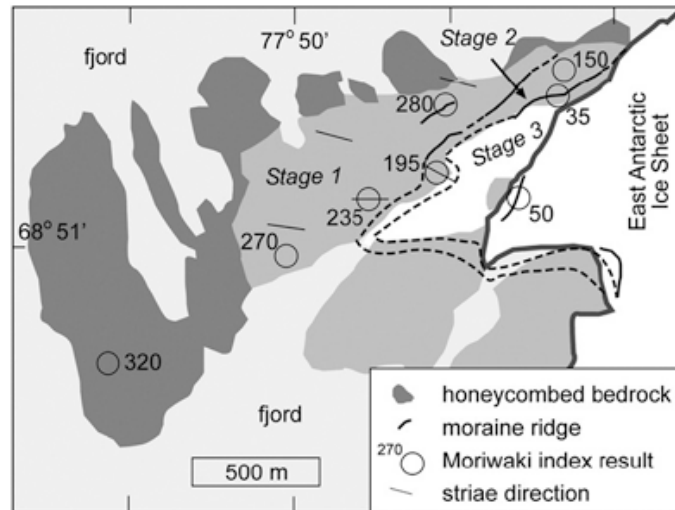 fjord
77° 50'
Stage 2
150
280
35
Stage 3
195
Stage 1
East Antarctic
Ice Sheet
235
50
68° 51'
270
320
fjord
500 m
honeycombed bedrock
moraine ridge
270 Moriwaki index result
striae direction